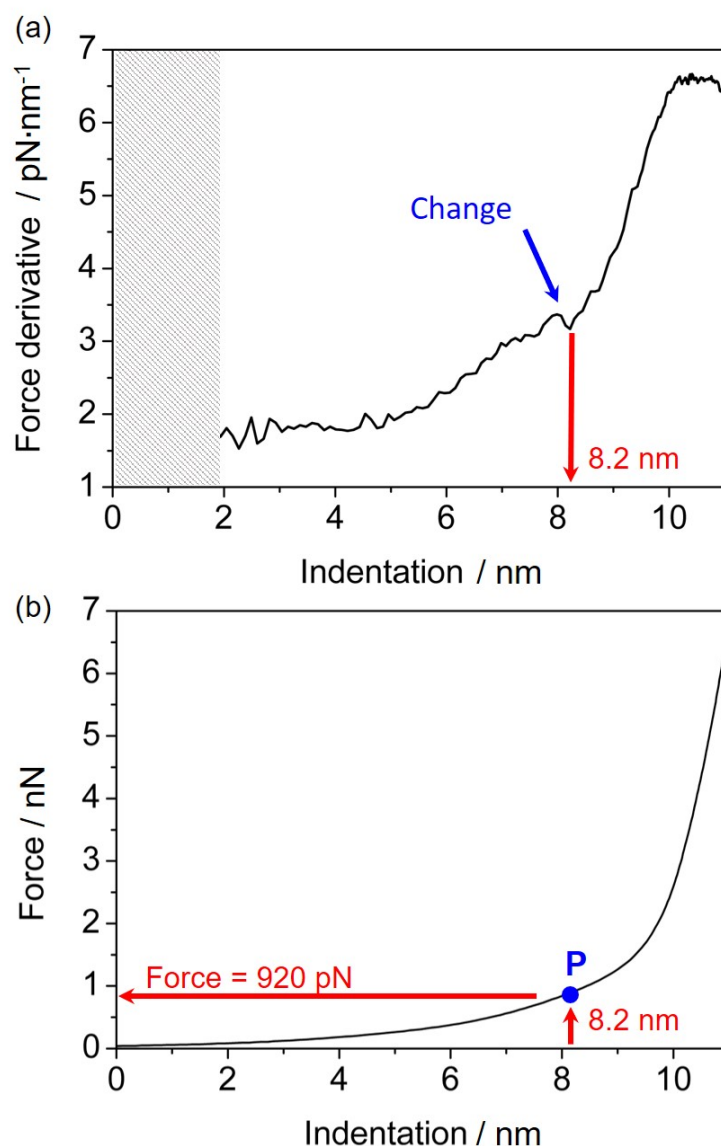 (a)
Force derivative / pN·nm⁻¹
7
6
5
4
3
2
1
Change
8.2 nm
0 2 4 6 8 10
Indentation / nm
(b)
Force / nN
7
6
5
4
3
2
1
0
Force = 920 pN
P
8.2 nm
0 2 4 6 8 10
Indentation / nm